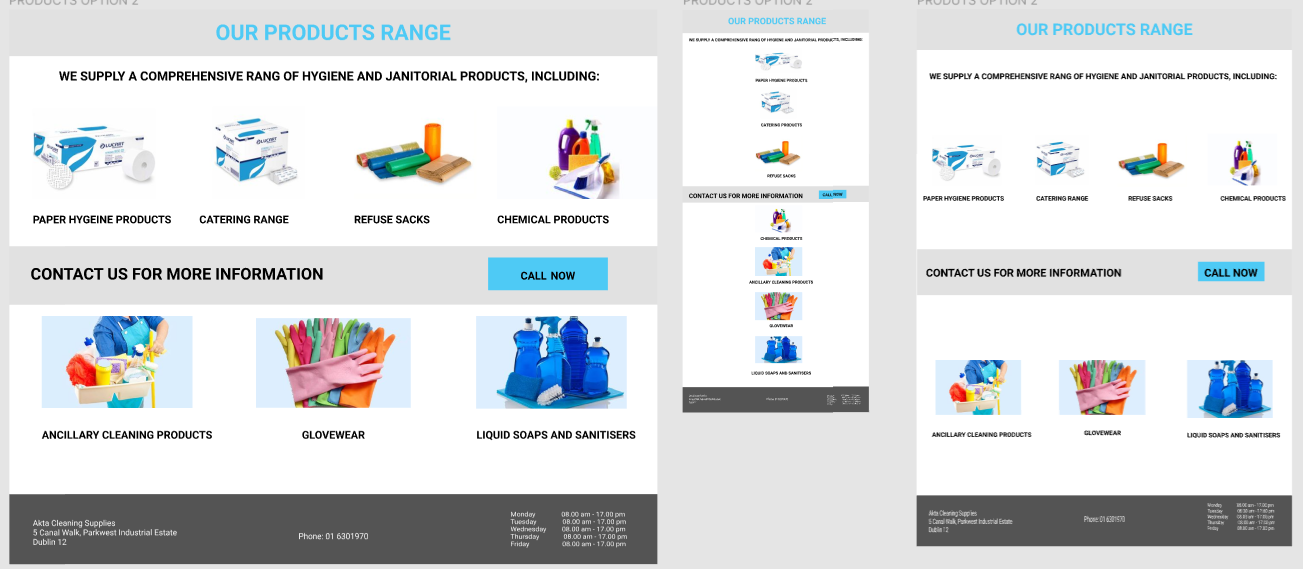 PRODUCTS OPTION 2
OUR PRODUCTS RANGE
WE SUPPLY A COMPREHENSIVE RANG OF HYGIENE AND JANITORIAL PRODUCTS, INCLUDING:
LUCART
LUCART
PAPER HYGEINE PRODUCTS
CATERING RANGE
REFUSE SACKS
CHEMICAL PRODUCTS
CONTACT US FOR MORE INFORMATION
CALL NOW
ANCILLARY CLEANING PRODUCTS
GLOVEWEAR
LIQUID SOAPS AND SANITISERS
Akta Cleaning Supplies
5 Canal Walk, Parkwest Industrial Estate
Dublin 12
Phone: 01 6301970
Monday 08.00 am - 17.00 pm
Tuesday 08.00 am - 17.00 pm
Wednesday 08.00 am - 17.00 pm
Thursday 08.00 am - 17.00 pm
Friday 08.00 am - 17.00 pm
PRODUCTS OPTION 2
OUR PRODUCTS RANGE
WE SUPPLY A COMPREHENSIVE RANG OF HYGIENE AND JANITORIAL PRODUCTS, INCLUDING:
PAPER HYGIENE PRODUCTS
CATERING PRODUCTS
REFUSE SACKS
CONTACT US FOR MORE INFORMATION
CALL NOW
CHEMICAL PRODUCTS
ANCILLARY CLEANING PRODUCTS
GLOVEWEAR
LIQUID SOAPS AND SANITISERS
Phone: 01 6301970
PRODUTS OPTION 2
OUR PRODUCTS RANGE
WE SUPPLY A COMPREHENSIVE RANG OF HYGIENE AND JANITORIAL PRODUCTS, INCLUDING:
PAPER HYGIENE PRODUCTS
CATERING RANGE
REFUSE SACKS
CHEMICAL PRODUCTS
CONTACT US FOR MORE INFORMATION
CALL NOW
ANCILLARY CLEANING PRODUCTS
GLOVEWEAR
LIQUID SOAPS AND SANITISERS
Akta Cleaning Supplies
5 Canal Walk, Parkwest Industrial Estate
Dublin 12
Phone: 01 6301970
Monday 08.00 am - 17.00 pm
Tuesday 08.00 am - 17.00 pm
Wednesday 08.00 am - 17.00 pm
Thursday 08.00 am - 17.00 pm
Friday 08.00 am - 17.00 pm